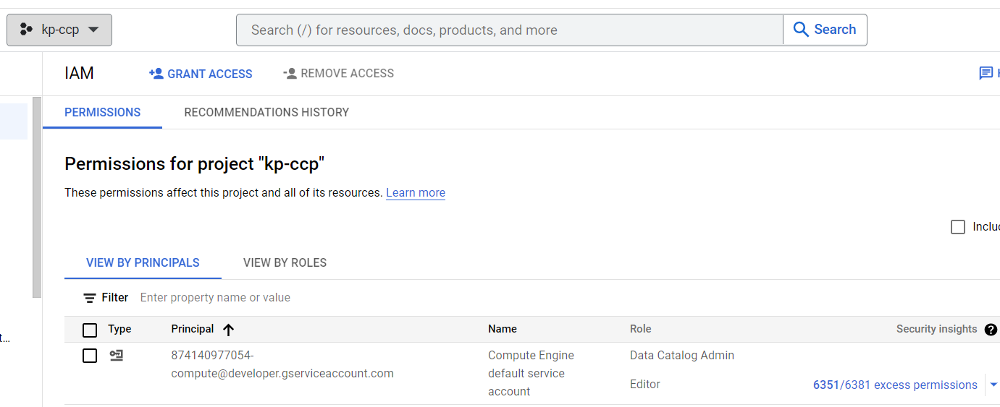 kp-ccp
Search (/) for resources, docs, products, and more
Search
IAM
GRANT ACCESS
REMOVE ACCESS
PERMISSIONS
RECOMMENDATIONS HISTORY
Permissions for project "kp-ccp"
These permissions affect this project and all of its resources. Learn more
VIEW BY PRINCIPALS
VIEW BY ROLES
Filter Enter property name or value
t...
Type Principal Name Role Security insights
874140977054-
compute@developer.gserviceaccount.com
Compute Engine
default service
account
Data Catalog Admin
Editor
6351/6381 excess permissions